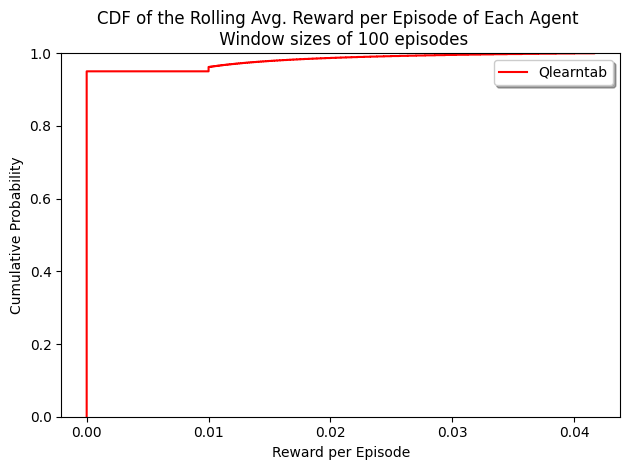 CDF of the Rolling Avg. Reward per Episode of Each Agent
Window sizes of 100 episodes
1.0
0.8
0.6
0.4
0.2
0.0
Cumulative Probability
Qlearntab
0.00 0.01 0.02 0.03 0.04
Reward per Episode